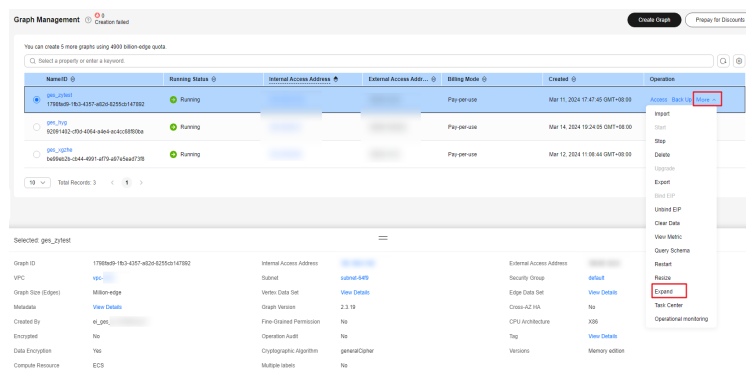 Graph Management 0 Creation failed Create Graph Prepay for Discounts
You can create 5 more graphs using 4900 billion-edge quota.
Select a property or enter a keyword.
Name/ID Running Status Internal Access Address External Access Addr... Billing Mode Created Operation
ges_zytest
1798fed9-1fb3-4357-a82d-8255cb147892 Running Pay-per-use Mar 11, 2024 17:47:45 GMT+08:00 Access Back Up More
ges_hyg
92091402-cf0d-4064-a4e4-ac4cc68f80ba Running Pay-per-use Mar 14, 2024 19:24:05 GMT+08:00
ges_xgzhe
be99eb2b-cb44-4991-af79-a97e5ead73f8 Running Pay-per-use Mar 12, 2024 11:08:44 GMT+08:00
10 Total Records: 3 1
Import
Start
Stop
Delete
Upgrade
Export
Bind EIP
Unbind EIP
Clear Data
View Metric
Query Schema
Restart
Resize
Expand
Task Center
Operational monitoring
Selected: ges_zytest
Graph ID 1798fed9-1fb3-4357-a82d-8255cb147892 Internal Access Address External Access Address
VPC vpc- Subnet subnet-64f9 Security Group default
Graph Size (Edges) Million-edge Vertex Data Set View Details Edge Data Set View Details
Metadata View Details Graph Version 2.3.19 Cross-AZ HA No
Created By ei_ges_ Fine-Grained Permission No CPU Architecture X86
Encrypted No Operation Audit No Tag View Details
Data Encryption Yes Cryptographic Algorithm generalCipher Versions Memory edition
Compute Resource ECS Multiple labels No